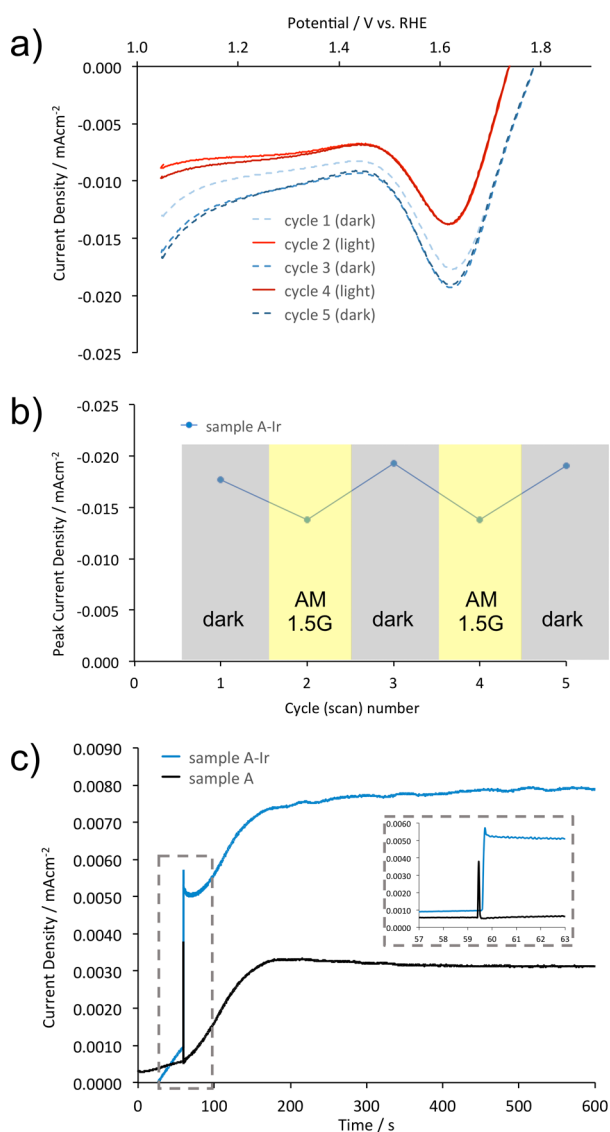 a)
Potential / V vs. RHE
1.0 1.2 1.4 1.6 1.8
0.000
-0.005
-0.010
-0.015
-0.020
-0.025
Current Density / mAcm-2
cycle 1 (dark)
cycle 2 (light)
cycle 3 (dark)
cycle 4 (light)
cycle 5 (dark)
b)
-0.025
-0.020
-0.015
-0.010
-0.005
0.000
Peak Current Density / mAcm-2
sample A-Ir
dark
AM
1.5G
dark
AM
1.5G
dark
0 1 2 3 4 5
Cycle (scan) number
c)
0.0090
0.0080
0.0070
0.0060
0.0050
0.0040
0.0030
0.0020
0.0010
0.0000
Current Density / mAcm-2
sample A-Ir
sample A
0.0060
0.0050
0.0040
0.0030
0.0020
0.0010
0.0000
57 58 59 60 61 62 63
0 100 200 300 400 500 600
Time / s